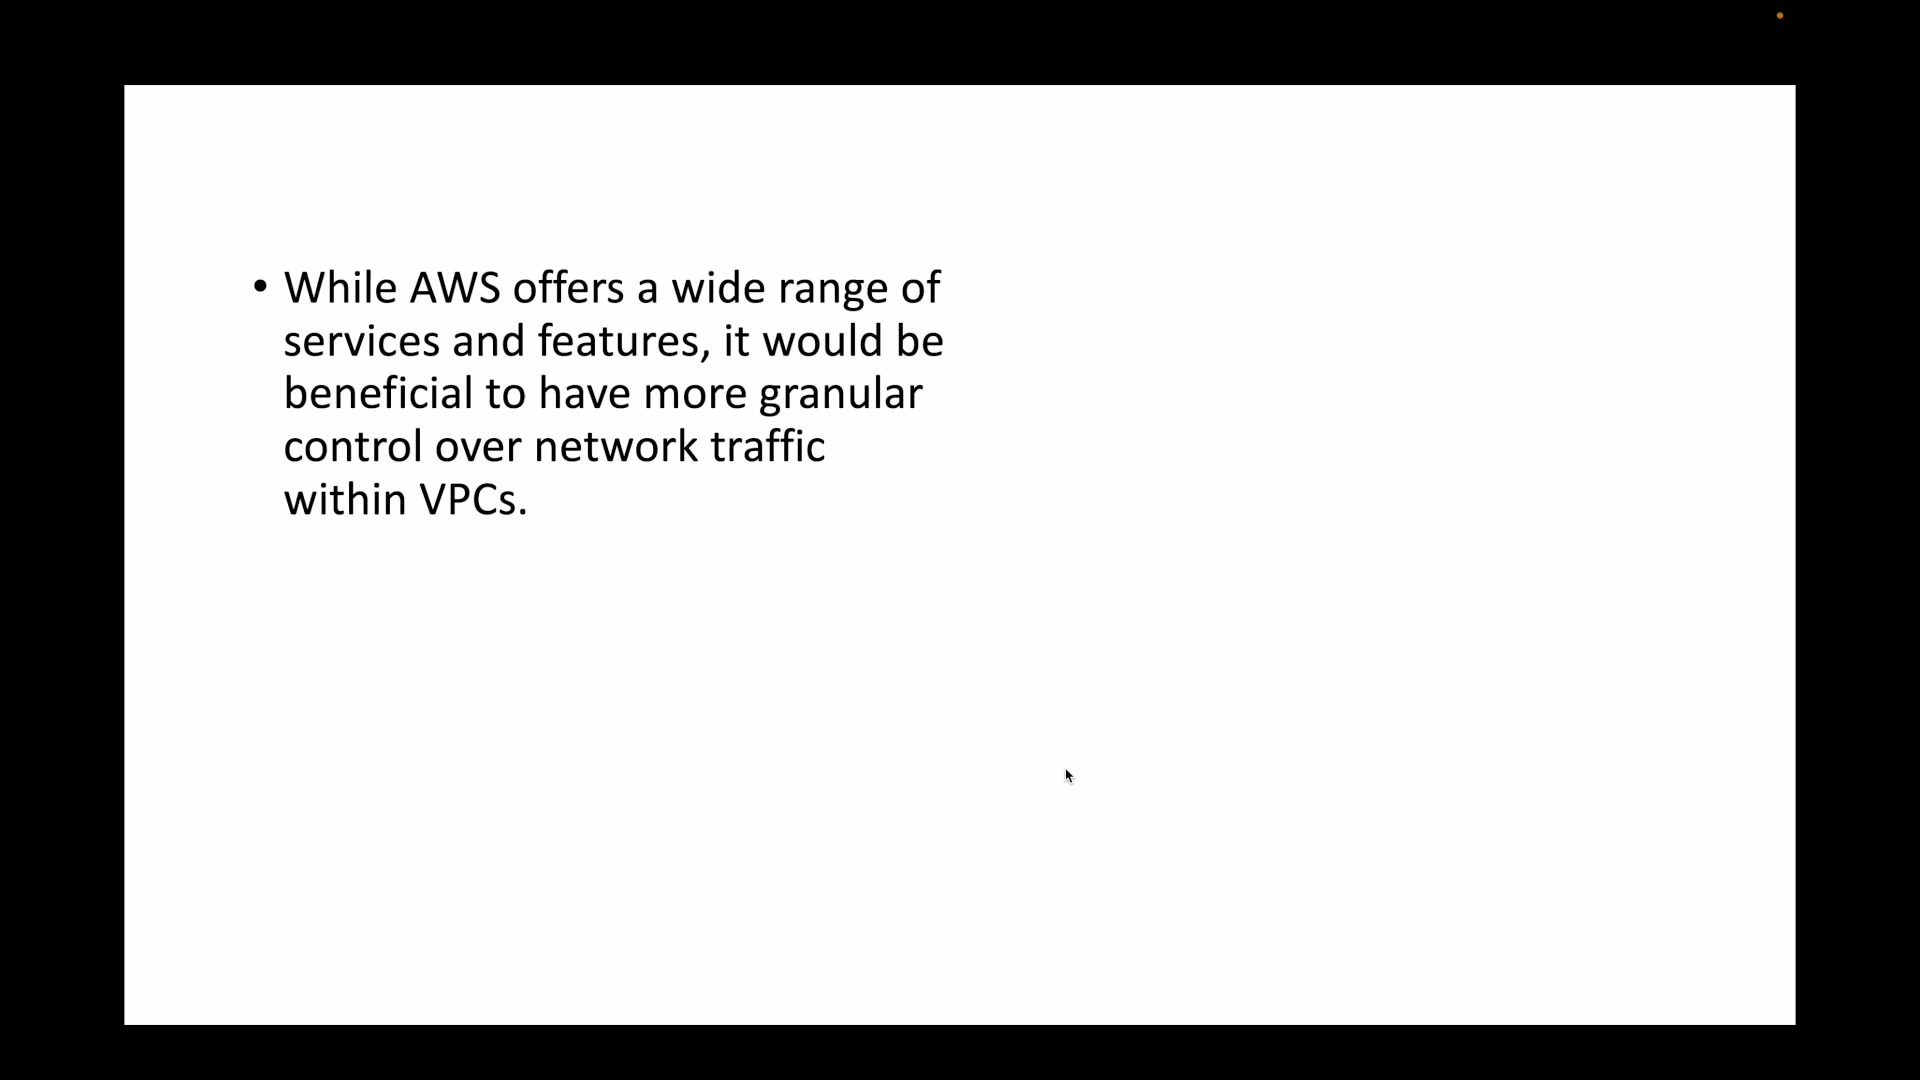 • While AWS offers a wide range of
services and features, it would be
beneficial to have more granular
control over network traffic
within VPCs.